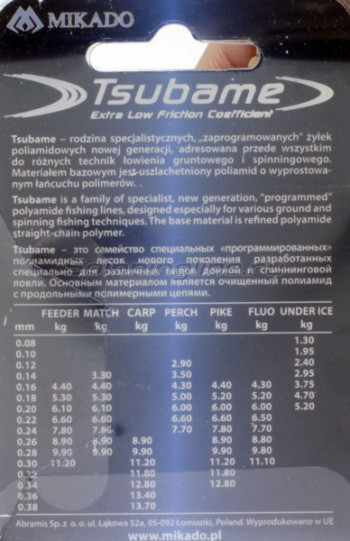 MIKADO
Tsubame
Extra Low Friction Coefficient
Tsubame – rodzina specjalistycznych, „zaprogramowanych" żyłek
poliamidowych nowej generacji, adresowana przede wszystkim
do różnych technik łowienia gruntowego i spinningowego.
Materiałem bazowym jest uszlachetniony poliamid o wyprostowa-
nym łańcuchu polimerów.
Tsubame is a family of specialist, new generation, "programmed"
polyamide fishing lines, designed especially for various ground and
spinning fishing techniques. The base material is refined polyamide
straight-chain polymer.
Tsubame – это семейство специальных «программированных»
полиамидных лесок нового поколения разработанных
специально для различных видов донной и спиннинговой
ловли. Основным материалом является очищенный полиамид
с продольными полимерными цепями.
FEEDER MATCH CARP PERCH PIKE FLUO UNDER ICE
mm kg kg kg kg kg kg kg
0.08 1.30
0.10 1.95
0.12 2.90 2.40
0.14 3.30 3.50 2.95
0.16 4.40 4.40 4.30 4.40 4.30 3.75
0.18 5.30 5.30 5.00 5.20 5.20 4.70
0.20 6.10 6.10 6.00 6.00 6.00 5.20
0.22 6.60 6.60 6.60 6.60 6.50
0.24 7.80 7.80 7.70 7.80 7.70
0.26 8.90 8.90 8.90 8.90 8.80
0.28 9.90 9.90 9.90 9.90 9.80
0.30 11.20 11.20 11.20 11.10
0.32 11.80 11.80
0.34 12.80 12.80
0.36 13.40
0.38 13.70
Abramis Sp. z o. o. ul. Łąkowa 52a, 05-092 Łomianki, Poland. Wyprodukowano w UE
www.mikado.pl